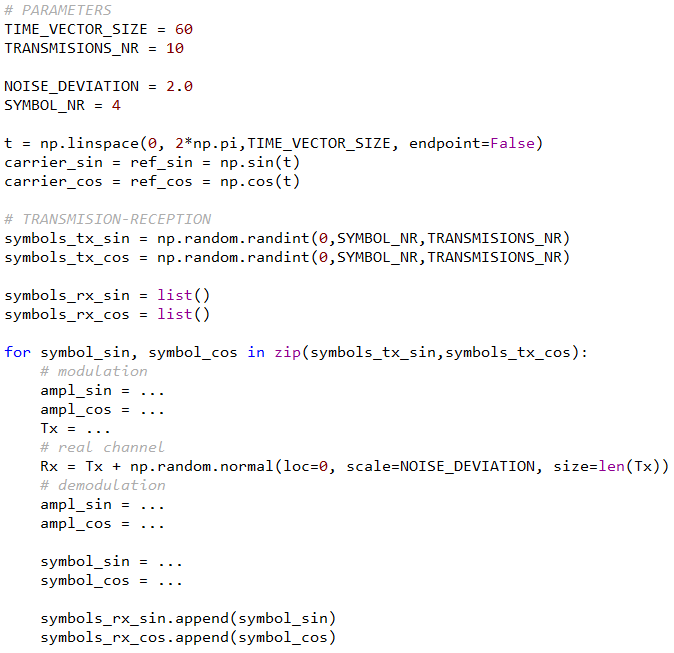 # PARAMETERS
TIME_VECTOR_SIZE = 60
TRANSMISIONS_NR = 10

NOISE_DEVIATION = 2.0
SYMBOL_NR = 4

t = np.linspace(0, 2*np.pi,TIME_VECTOR_SIZE, endpoint=False)
carrier_sin = ref_sin = np.sin(t)
carrier_cos = ref_cos = np.cos(t)

# TRANSMISION-RECEPTION
symbols_tx_sin = np.random.randint(0,SYMBOL_NR,TRANSMISIONS_NR)
symbols_tx_cos = np.random.randint(0,SYMBOL_NR,TRANSMISIONS_NR)

symbols_rx_sin = list()
symbols_rx_cos = list()

for symbol_sin, symbol_cos in zip(symbols_tx_sin,symbols_tx_cos):
    # modulation
    ampl_sin = ...
    ampl_cos = ...
    Tx = ...
    # real channel
    Rx = Tx + np.random.normal(loc=0, scale=NOISE_DEVIATION, size=len(Tx))
    # demodulation
    ampl_sin = ...
    ampl_cos = ...

    symbol_sin = ...
    symbol_cos = ...

    symbols_rx_sin.append(symbol_sin)
    symbols_rx_cos.append(symbol_cos)